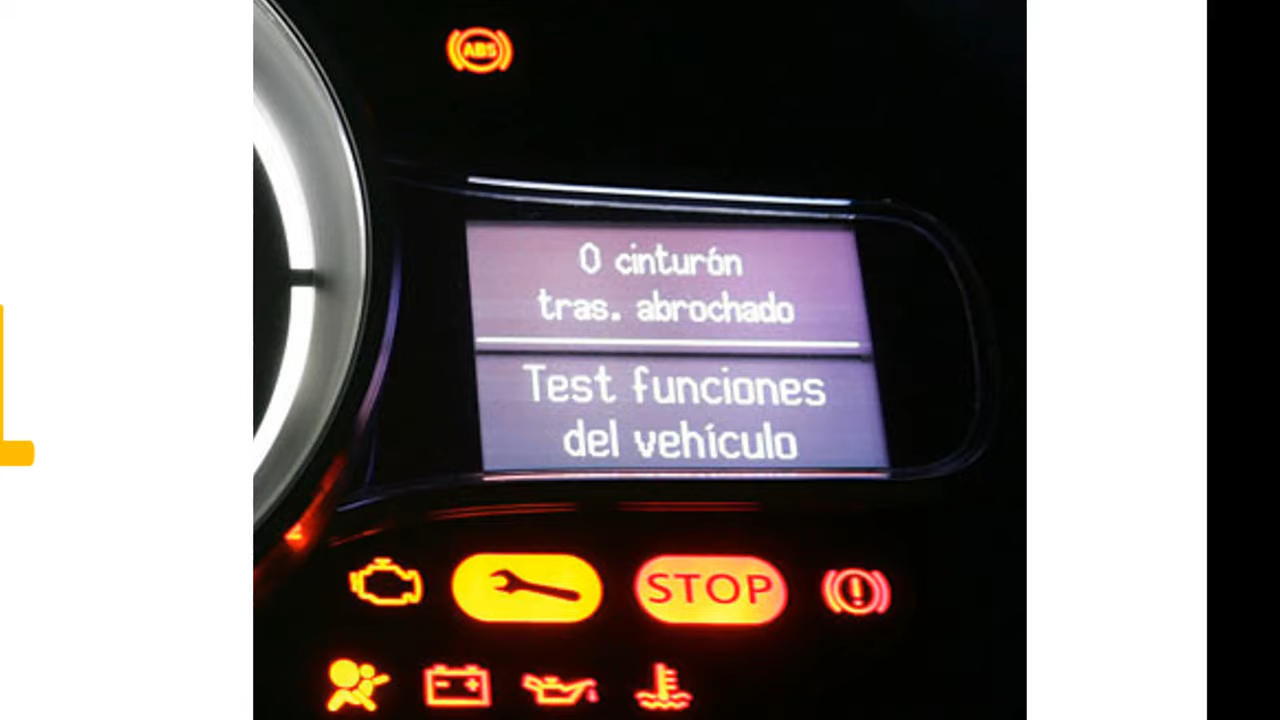 ABS
0 cinturón
tras. abrochado
Test funciones
del vehículo
STOP